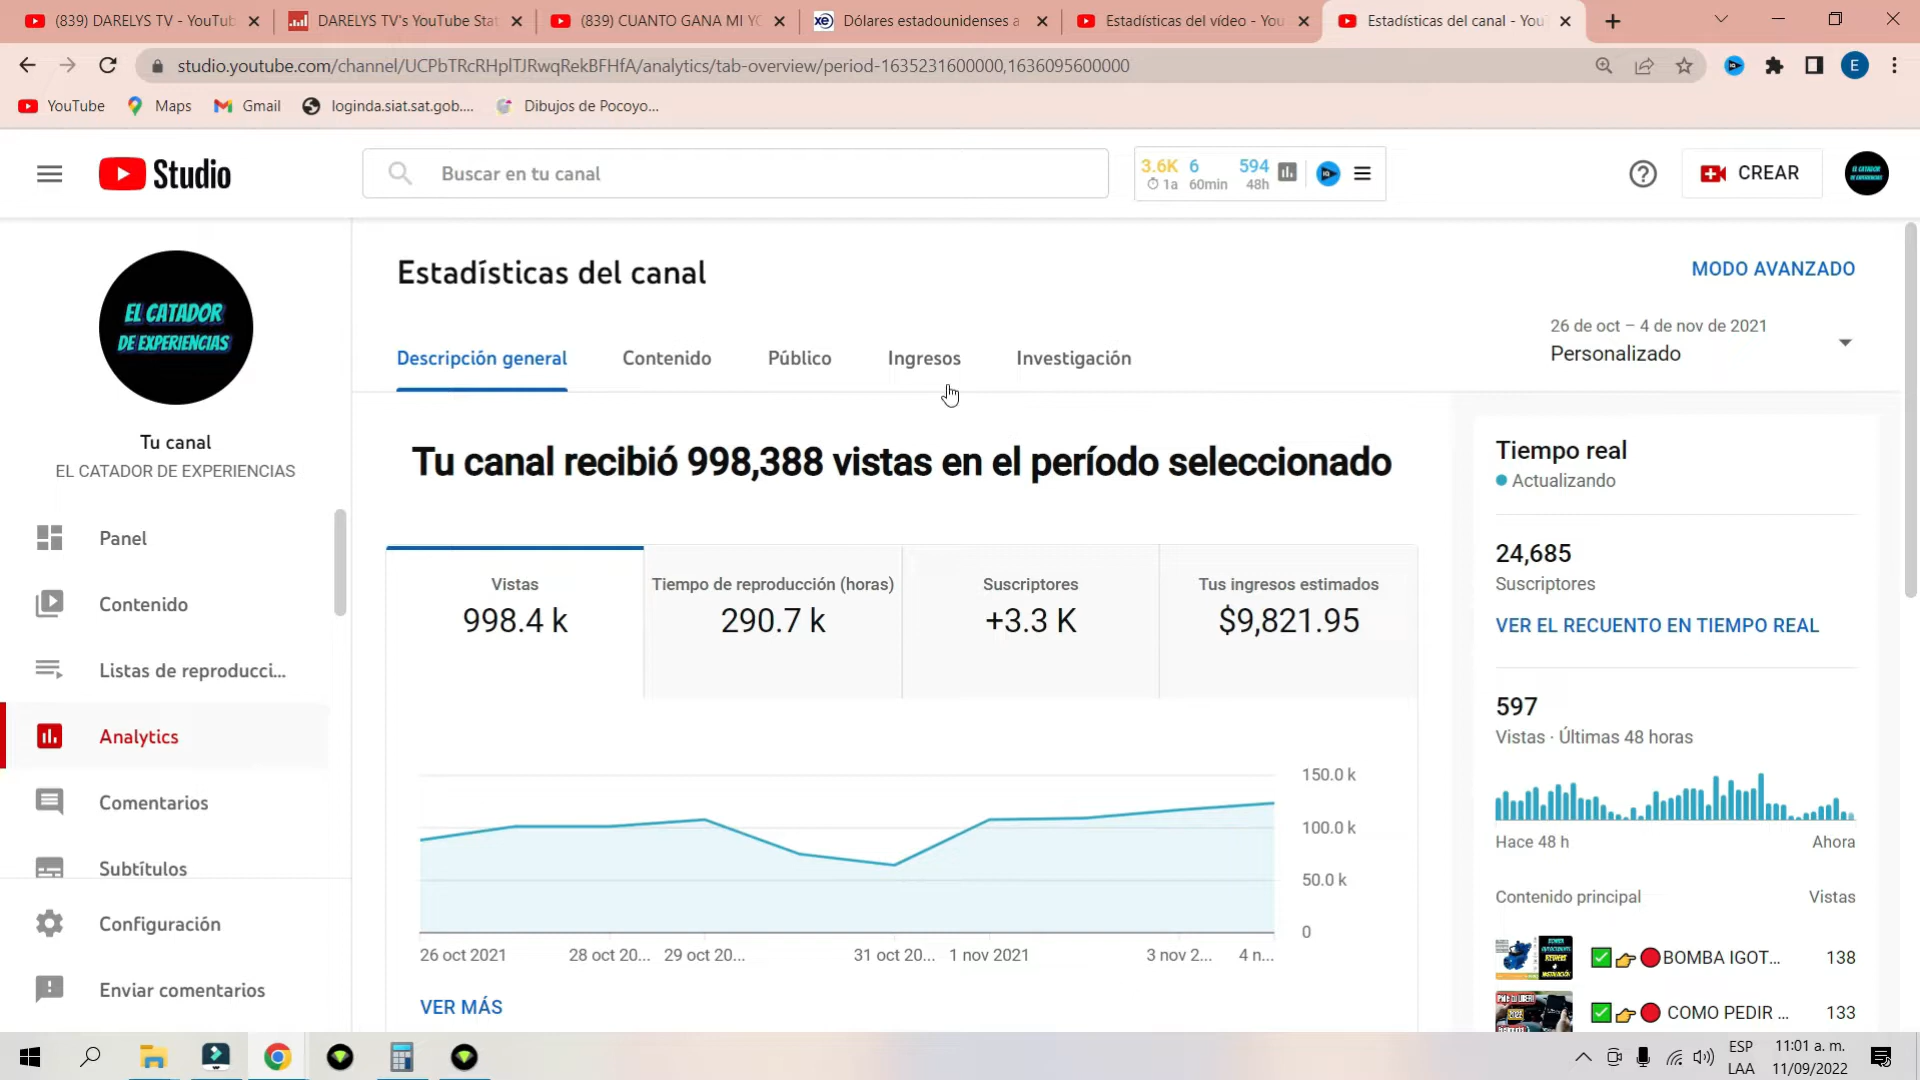 (839) DARELYS TV - YouTub
DARELYS TV's YouTube Stat
(839) CUANTO GANA MI YO
Dólares estadounidenses a
Estadísticas del vídeo - You
Estadísticas del canal - You
studio.youtube.com/channel/UCPbTRcRHplTJRwqRekBFHfA/analytics/tab-overview/period-1635231600000,1636095600000
E
YouTube
Maps
Gmail
loginda.siat.sat.gob....
Dibujos de Pocoyo...
Studio
Buscar en tu canal
3.6K 6 594
1a 60min 48h
CREAR
EL CATADOR
DE EXPERIENCIAS
Tu canal
EL CATADOR DE EXPERIENCIAS
Panel
Contenido
Listas de reproducci...
Analytics
Comentarios
Subtítulos
Configuración
Enviar comentarios
Estadísticas del canal
MODO AVANZADO
26 de oct – 4 de nov de 2021
Personalizado
Descripción general
Contenido
Público
Ingresos
Investigación
Tu canal recibió 998,388 vistas en el período seleccionado
Vistas
998.4 k
Tiempo de reproducción (horas)
290.7 k
Suscriptores
+3.3 K
Tus ingresos estimados
$9,821.95
150.0 k
100.0 k
50.0 k
0
26 oct 2021
28 oct 20...
29 oct 20...
31 oct 20...
1 nov 2021
3 nov 2...
4 n...
VER MÁS
Tiempo real
Actualizando
24,685
Suscriptores
VER EL RECUENTO EN TIEMPO REAL
597
Vistas · Últimas 48 horas
Hace 48 h
Ahora
Contenido principal
Vistas
✅👉🔴BOMBA IGOT...
138
✅👉🔴 COMO PEDIR ...
133
ESP
LAA
11:01 a. m.
11/09/2022